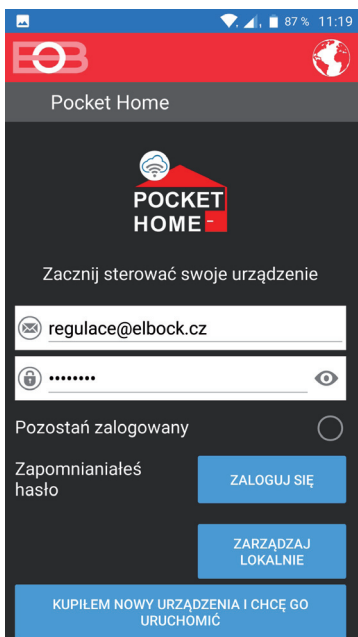 87 % 11:19
EOB
Pocket Home
POCKET
HOME
Zacznij sterować swoje urządzenie
regulace@elbock.cz
••••••••
Pozostań zalogowany
Zapomnianiałeś
hasło
ZALOGUJ SIĘ
ZARZĄDZAJ
LOKALNIE
KUPIŁEM NOWY URZĄDZENIA I CHCĘ GO
URUCHOMIĆ